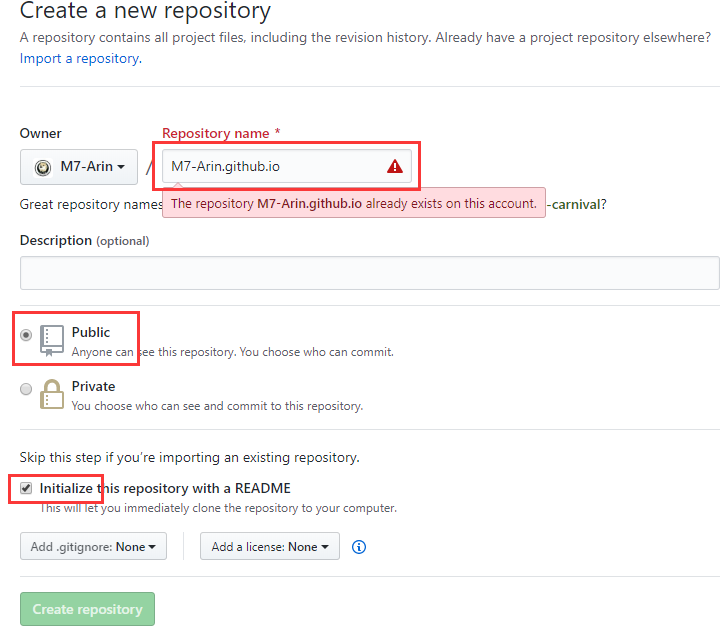 Create a new repository
A repository contains all project files, including the revision history. Already have a project repository elsewhere?
Import a repository.
Owner
Repository name *
M7-Arin
/
M7-Arin.github.io
Great repository names
The repository M7-Arin.github.io already exists on this account.
-carnival?
Description (optional)
Public
Anyone can see this repository. You choose who can commit.
Private
You choose who can see and commit to this repository.
Skip this step if you’re importing an existing repository.
Initialize this repository with a README
This will let you immediately clone the repository to your computer.
Add .gitignore: None
Add a license: None
Create repository